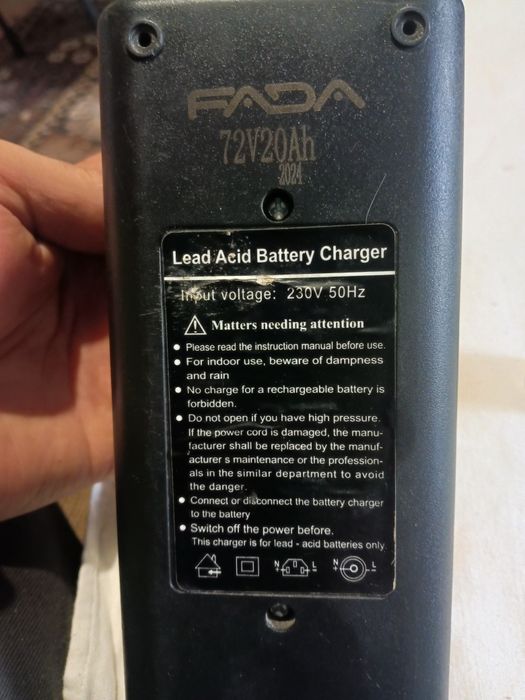 FADA
72V20Ah
2024
Lead Acid Battery Charger
Input voltage: 230V 50Hz
Matters needing attention
● Please read the instruction manual before use.
● For indoor use, beware of dampness
and rain
● No charge for a rechargeable battery is
forbidden.
● Do not open if you have high pressure.
If the power cord is damaged, the manu-
facturer shall be replaced by the manuf-
acturer s maintenance or the profession-
als in the similar department to avoid
the danger.
● Connect or disconnect the battery charger
to the battery
● Switch off the power before.
This charger is for lead - acid batteries only.
N + L - N + L -